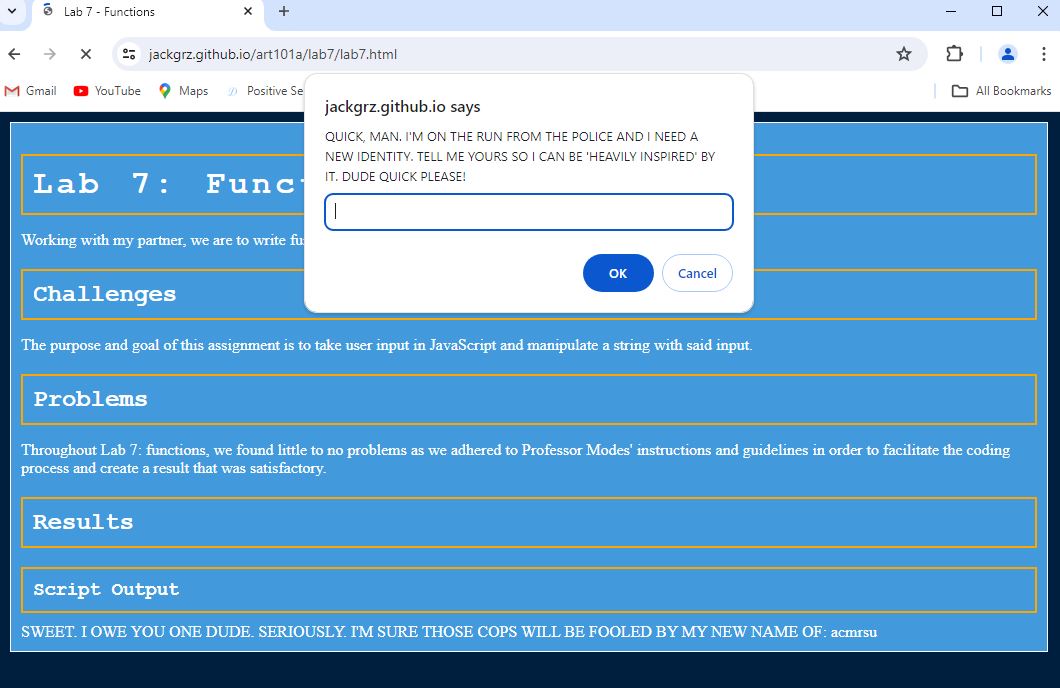 Lab 7 - Functions
jackgrz.github.io/art101a/lab7/lab7.html
Gmail YouTube Maps Positive Se All Bookmarks
jackgrz.github.io says
QUICK, MAN. I'M ON THE RUN FROM THE POLICE AND I NEED A
NEW IDENTITY. TELL ME YOURS SO I CAN BE 'HEAVILY INSPIRED' BY
IT. DUDE QUICK PLEASE!
OK Cancel
Lab 7: Funct
Working with my partner, we are to write fu
Challenges
The purpose and goal of this assignment is to take user input in JavaScript and manipulate a string with said input.
Problems
Throughout Lab 7: functions, we found little to no problems as we adhered to Professor Modes' instructions and guidelines in order to facilitate the coding
process and create a result that was satisfactory.
Results
Script Output
SWEET. I OWE YOU ONE DUDE. SERIOUSLY. I'M SURE THOSE COPS WILL BE FOOLED BY MY NEW NAME OF: acmrsu